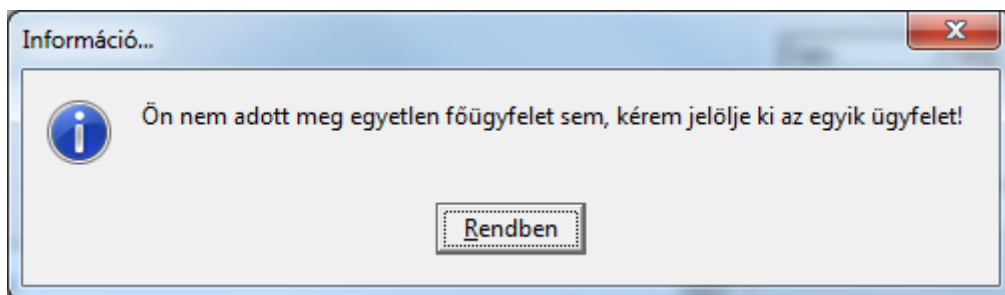 Információ...
Ön nem adott meg egyetlen főügyfelet sem, kérem jelölje ki az egyik ügyfelet!
Rendben